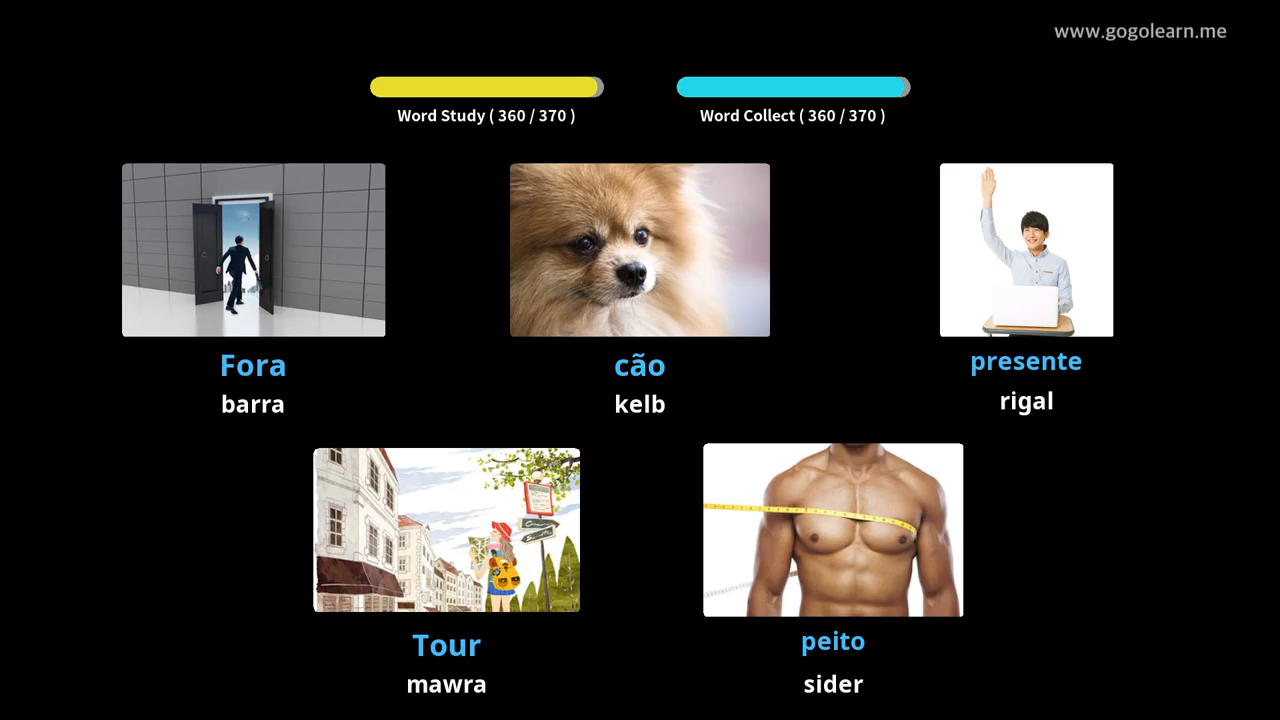 www.gogolearn.me
Word Study ( 360 / 370 )
Word Collect ( 360 / 370 )
Fora
barra
cão
kelb
presente
rigal
Tour
mawra
peito
sider